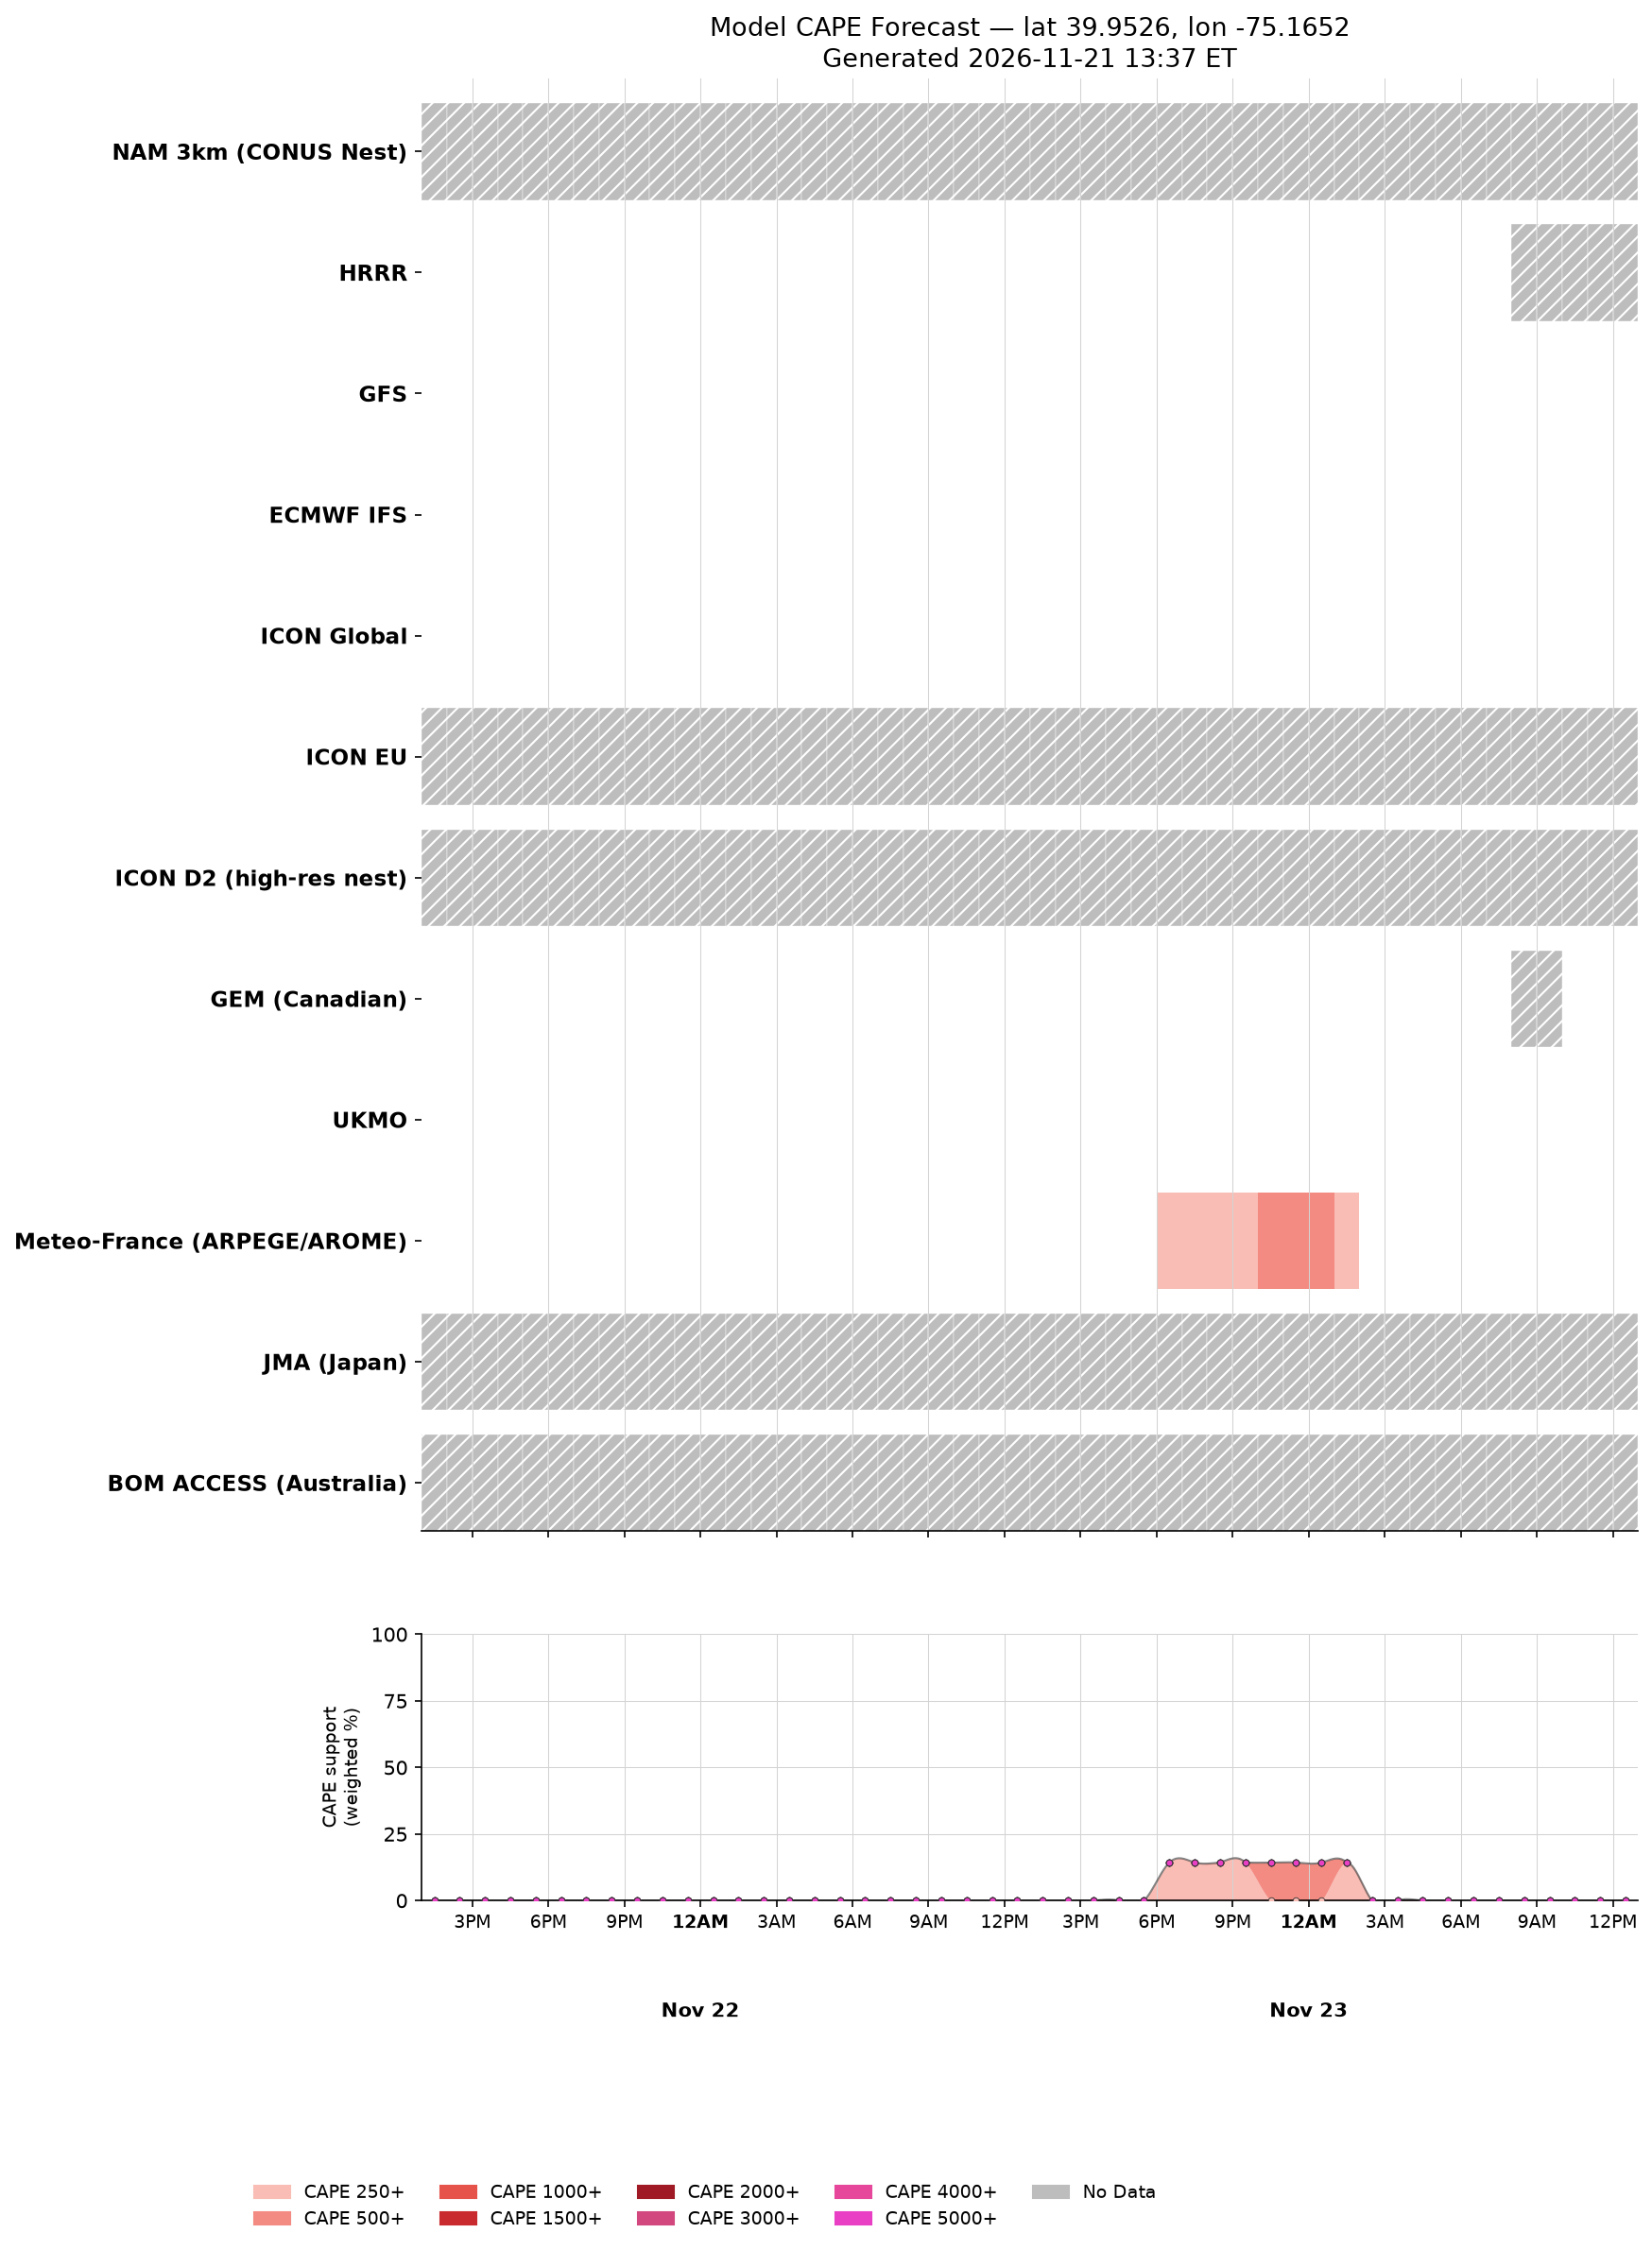 Model CAPE Forecast — lat 39.9526, lon -75.1652
Generated 2026-11-21 13:37 ET
NAM 3km (CONUS Nest)
HRRR
GFS
ECMWF IFS
ICON Global
ICON EU
ICON D2 (high-res nest)
GEM (Canadian)
UKMO
Meteo-France (ARPEGE/AROME)
JMA (Japan)
BOM ACCESS (Australia)
CAPE support
(weighted %)
100
75
50
25
0
3PM 6PM 9PM 12AM 3AM 6AM 9AM 12PM 3PM 6PM 9PM 12AM 3AM 6AM 9AM 12PM
Nov 22 Nov 23
CAPE 250+ CAPE 1000+ CAPE 2000+ CAPE 4000+ No Data
CAPE 500+ CAPE 1500+ CAPE 3000+ CAPE 5000+